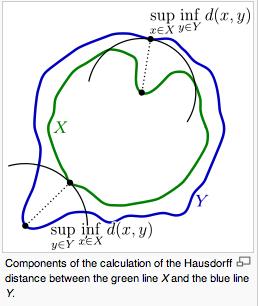 sup inf d(x, y)
x∈X y∈Y
X
Y
sup inf d(x, y)
y∈Y x∈X
Components of the calculation of the Hausdorff
distance between the green line X and the blue line
Y.